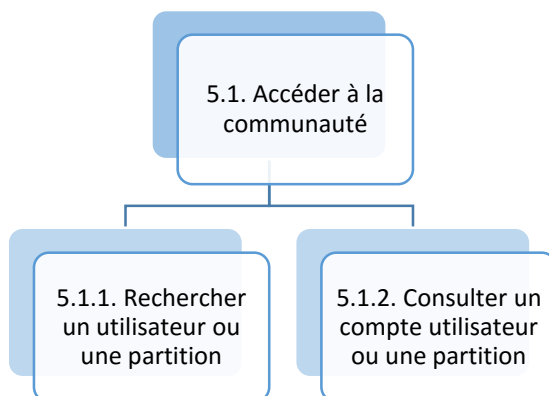 5.1. Accéder à la
communauté
5.1.1. Rechercher
un utilisateur ou
une partition
5.1.2. Consulter un
compte utilisateur
ou une partition